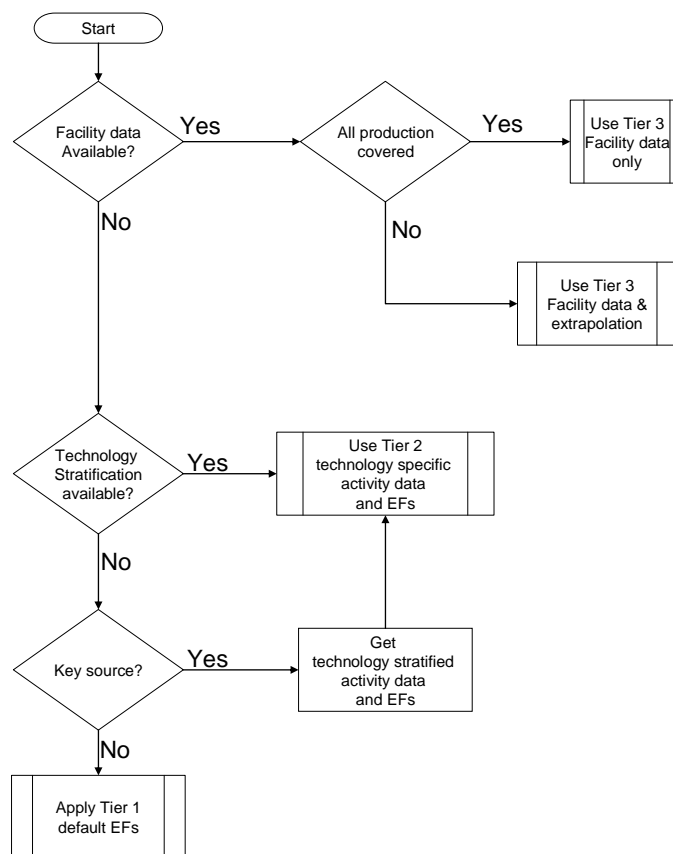 Start
Facility data
Available?
Yes
All production
covered
Yes
Use Tier 3
Facility data
only
No
No
Use Tier 3
Facility data &
extrapolation
Technology
Stratification
available?
Yes
Use Tier 2
technology specific
activity data
and EFs
No
Key source?
Yes
Get
technology stratified
activity data
and EFs
No
Apply Tier 1
default EFs